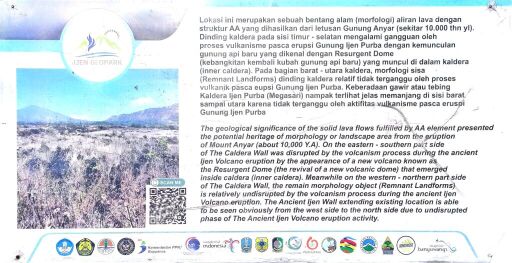 IJEN GEOPARK
Lokasi ini merupakan sebuah bentang alam (morfologi) aliran lava dengan
struktur AA yang dihasilkan dari letusan Gunung Anyar (sekitar 10.000 thn yl).
Dinding kaldera pada sisi timur - selatan mengalami gangguan oleh
proses vulkanisme pasca erupsi Gunung Ijen Purba dengan kemunculan
gunung api baru yang dikenal dengan Resurgent Dome
(kebangkitan kembali kubah gunung api baru) yang muncul di dalam kaldera
(inner caldera). Pada bagian barat - utara kaldera, morfologi sisa
(Remnant Landforms) dinding kaldera relatif tidak terganggu oleh proses
vulkanik pasca eupsi Gunung Ijen Purba. Keberadaan gawir atau tebing
Kaldera Ijen Purba (Megasari) nampak terlihat jelas memanjang di sisi barat
sampai utara karena tidak terganggu oleh aktifitas vulkanisme pasca erupsi
Gunung Ijen Purba
The geological significance of the solid lava flows fulfilled by AA element presented
the potential heritage of morphology or landscape area from the eruption
of Mount Anyar (about 10,000 Y.A). On the eastern - southern part side
of The Caldera Wall was disrupted by the volcanism process during the ancient
Ijen Volcano eruption by the appearance of a new volcano known as
the Resurgent Dome (the revival of a new volcanic dome) that emerged
inside caldera (inner caldera). Meanwhile on the western - northern part side
of The Caldera Wall, the remain morphology object (Remnant Landforms),
is relatively undisrupted by the volcanism process during the ancient Ijen
Volcano eruption. The Ancient Ijen Wall extending existing location is able
to be seen obviously from the west side to the north side due to undisrupted
phase of The Ancient Ijen Volcano eruption activity.
SCAN ME
indonesia
banyuwangi